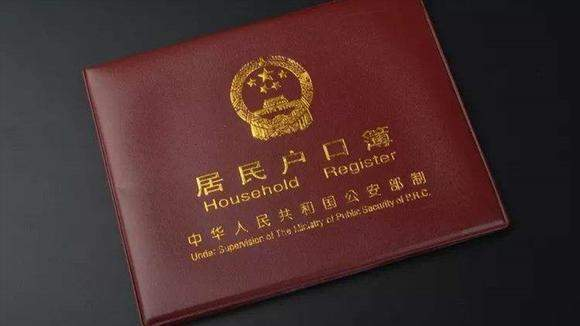 居民户口簿
Household Register
中华人民共和国公安部制
Under Supervision of The Ministry of Public Security of P.R.C.